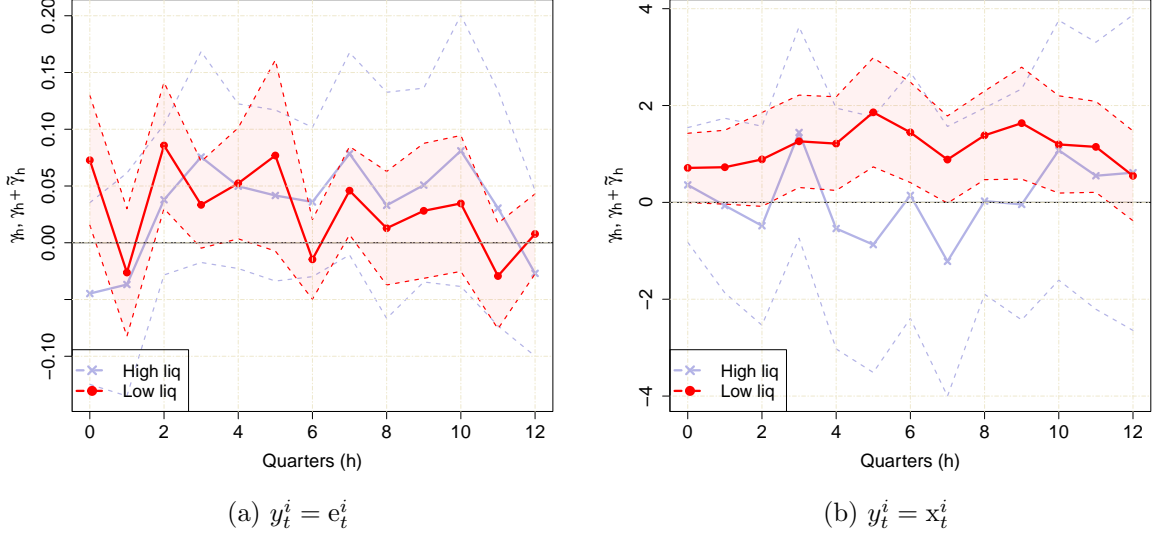 0.20
0.15
0.10
0.05
0.00
−0.10
γh, γh + γ̃h
High liq
Low liq
0 2 4 6 8 10 12
Quarters (h)
(a) y_t^i = e_t^i
4
2
0
−2
−4
γh, γh + γ̃h
High liq
Low liq
0 2 4 6 8 10 12
Quarters (h)
(b) y_t^i = x_t^i